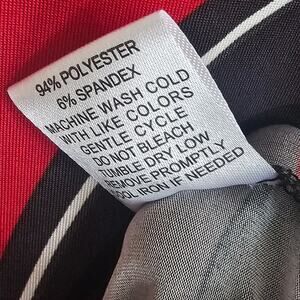 94% POLYESTER
6% SPANDEX
MACHINE WASH COLD
WITH LIKE COLORS
GENTLE CYCLE
DO NOT BLEACH
TUMBLE DRY LOW
REMOVE PROMPTLY
COOL IRON IF NEEDED